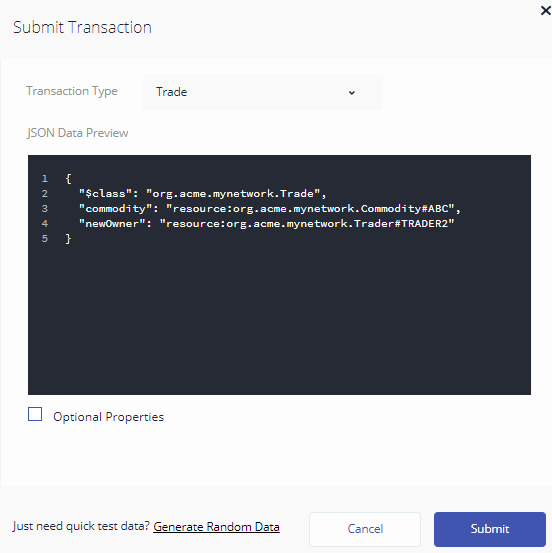 Submit Transaction
Transaction Type
Trade
JSON Data Preview
1 {
2 "$class": "org.acme.mynetwork.Trade",
3 "commodity": "resource:org.acme.mynetwork.Commodity#ABC",
4 "newOwner": "resource:org.acme.mynetwork.Trader#TRADER2"
5 }
Optional Properties
Just need quick test data? Generate Random Data
Cancel
Submit